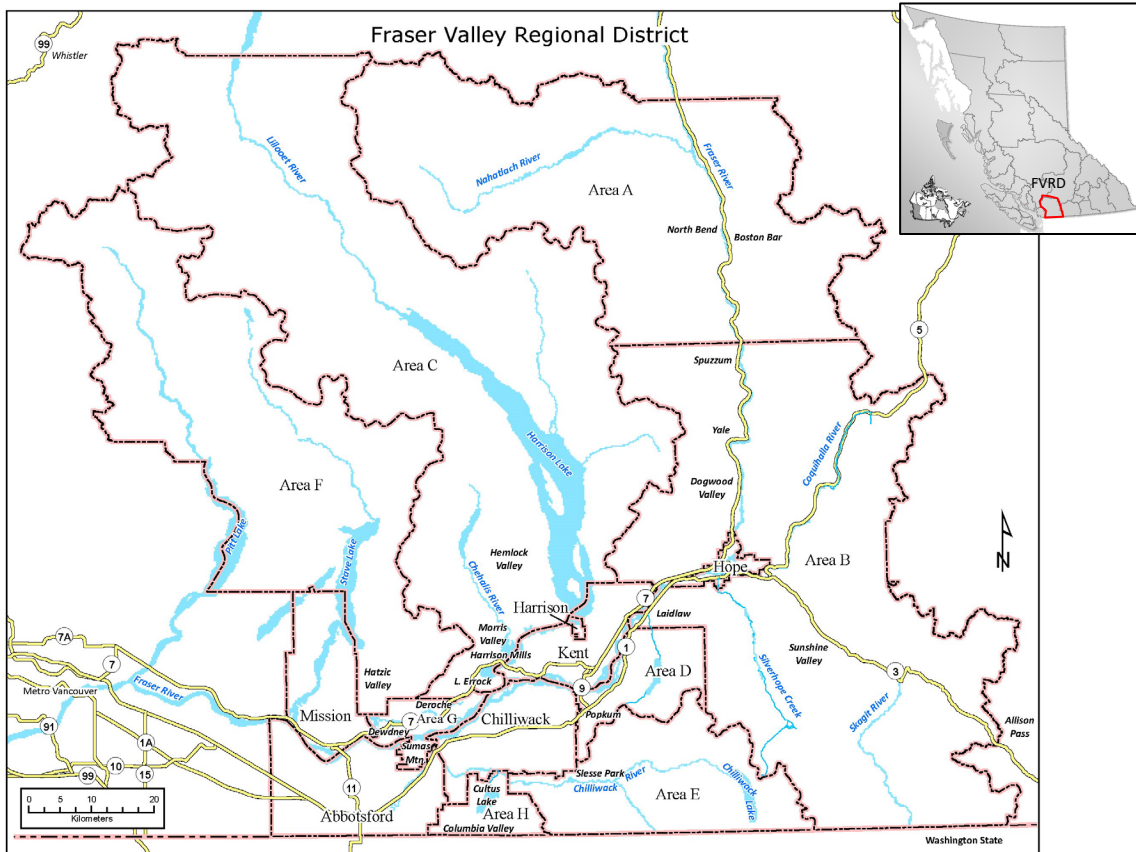 Fraser Valley Regional District
99
Whistler
FVRD
Lillooet River
Nahatlach River
Fraser River
Area A
North Bend
Boston Bar
5
Spuzzum
Area C
Harrison Lake
Yale
Coquihalla River
Dogwood
Valley
Area F
Pitt Lake
Stave Lake
Chehalis River
Hemlock
Valley
N
Hope
Area B
Harrison
7
Laidlaw
Morris
Valley
Harrison Mills
Kent
1
Sunshine
Valley
7A
7
Hatzic
Valley
L. Errock
Area D
Silverhope Creek
3
Metro Vancouver
Fraser River
9
Skagit River
Deroche
Mission
7
Area G
Chilliwack
Popkum
Allison
Pass
Dewdney
91
1A
Sumas
Mtn.
99
10
15
11
Slesse Park
Chilliwack River
Chilliwack Lake
Cultus
Lake
Area E
0 5 10 20
Kilometers
Abbotsford
Area H
Columbia Valley
Washington State